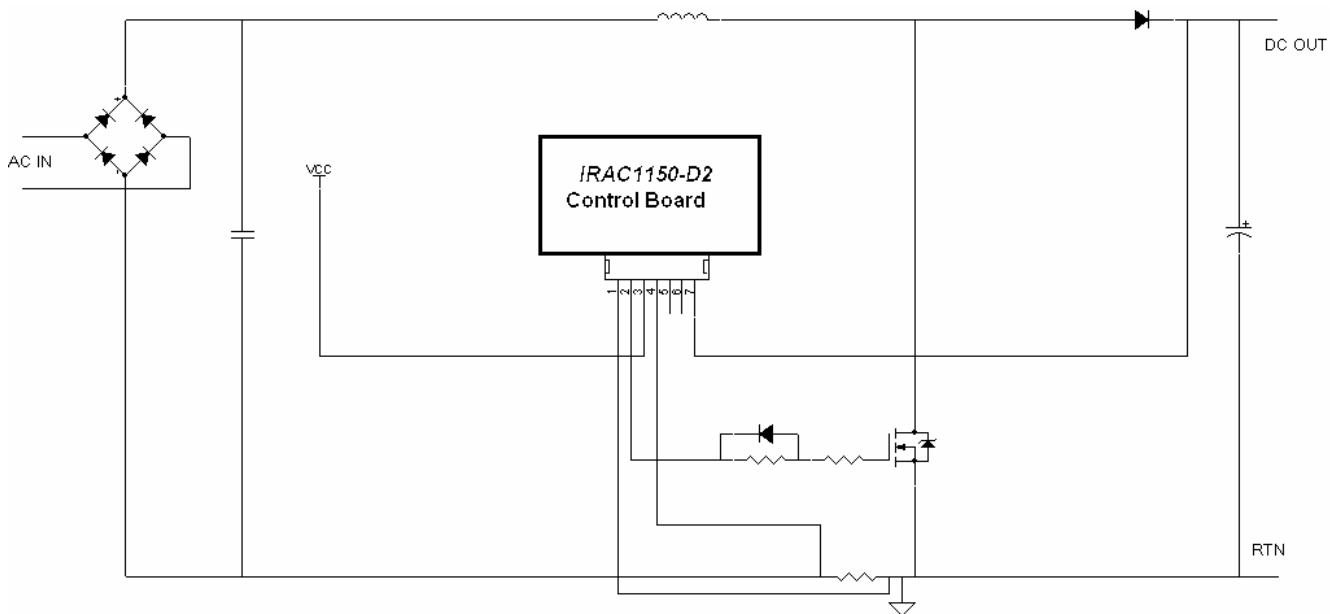 DC OUT
AC IN
VCC
IRAC1150-D2
Control Board
1 2 3 4 5 6 7
RTN